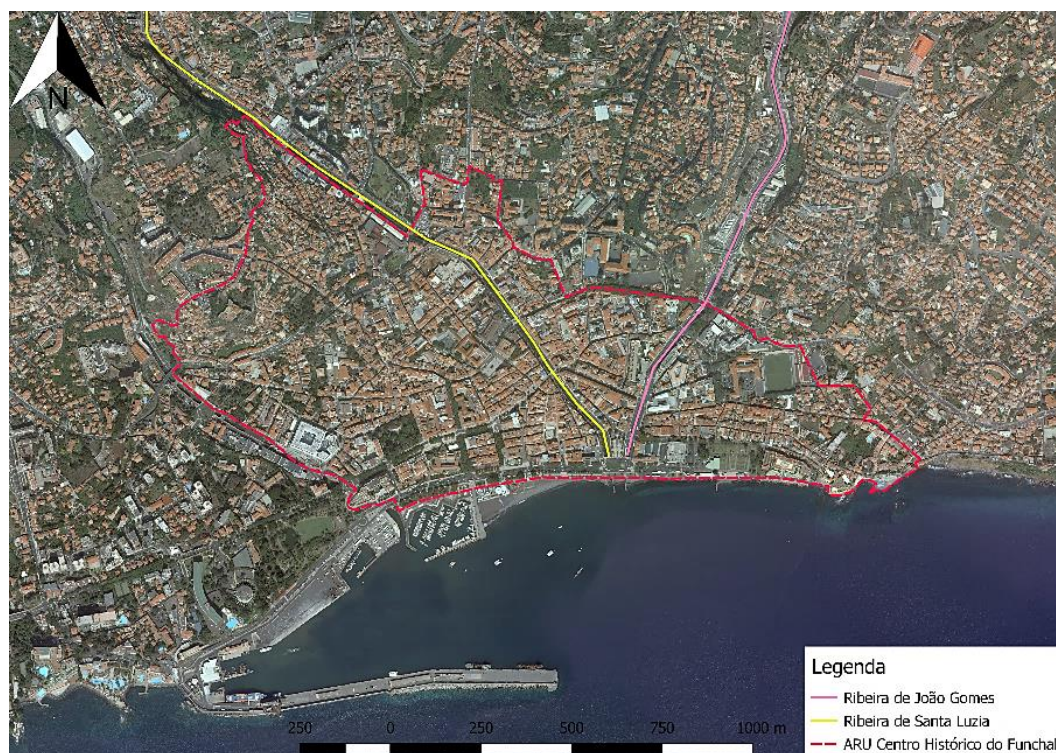 N
250 0 250 500 750 1000 m
Legenda
Ribeira de João Gomes
Ribeira de Santa Luzia
ARU Centro Histórico do Funchal